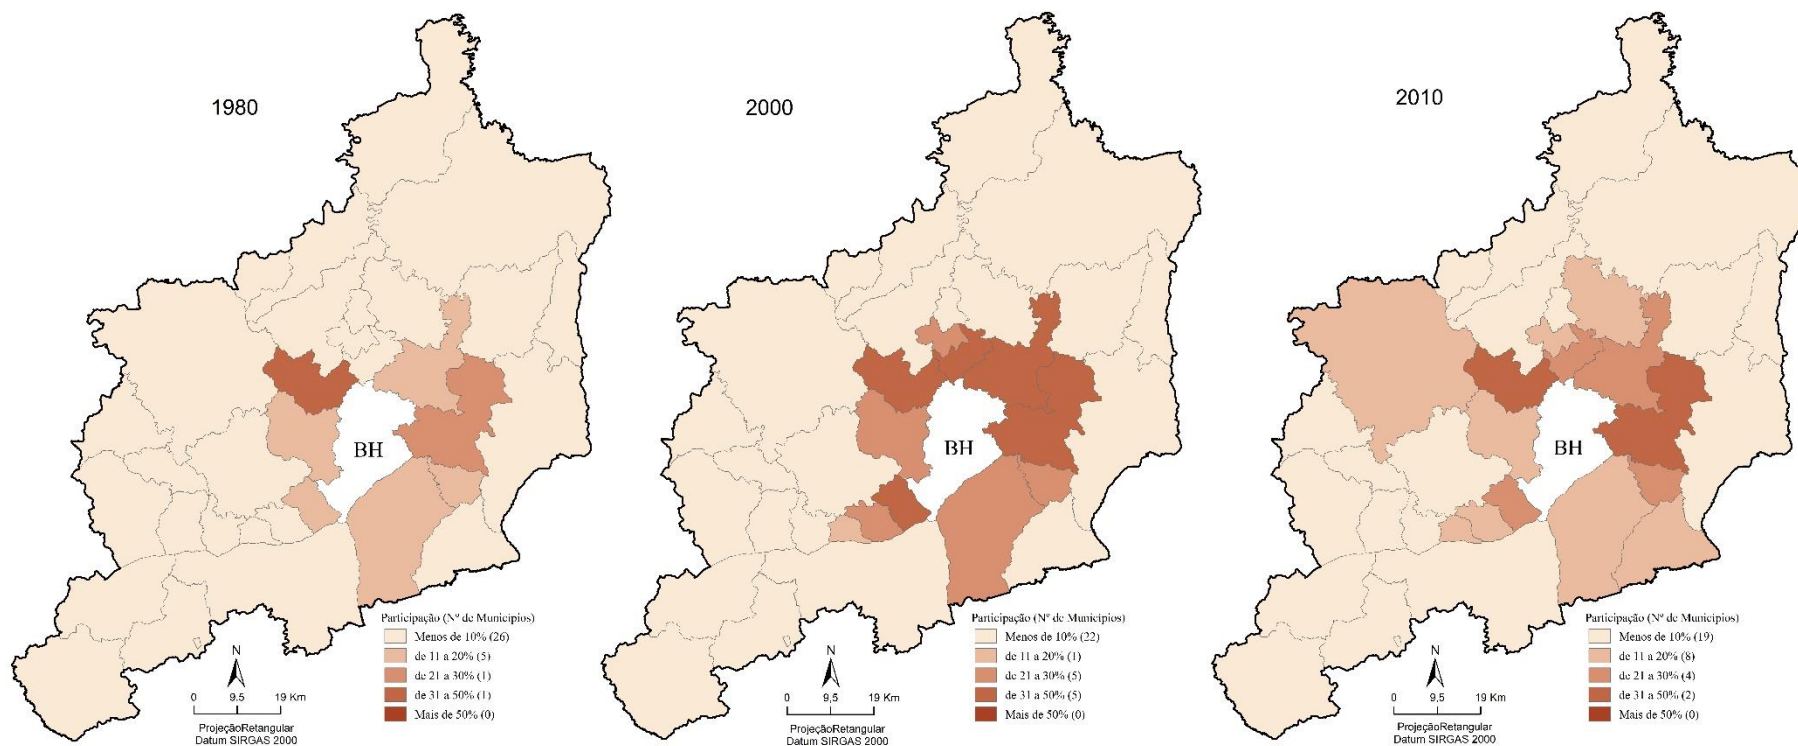 1980
BH
Participação (Nº de Municípios)
Menos de 10% (26)
de 11 a 20% (5)
de 21 a 30% (1)
de 31 a 50% (1)
Mais de 50% (0)
N
0 9,5 19 Km
ProjeçãoRetangular
Datum SIRGAS 2000
2000
BH
Participação (Nº de Municípios)
Menos de 10% (22)
de 11 a 20% (1)
de 21 a 30% (5)
de 31 a 50% (5)
Mais de 50% (0)
N
0 9,5 19 Km
ProjeçãoRetangular
Datum SIRGAS 2000
2010
BH
Participação (Nº de Municípios)
Menos de 10% (19)
de 11 a 20% (8)
de 21 a 30% (4)
de 31 a 50% (2)
Mais de 50% (0)
N
0 9,5 19 Km
ProjeçãoRetangular
Datum SIRGAS 2000